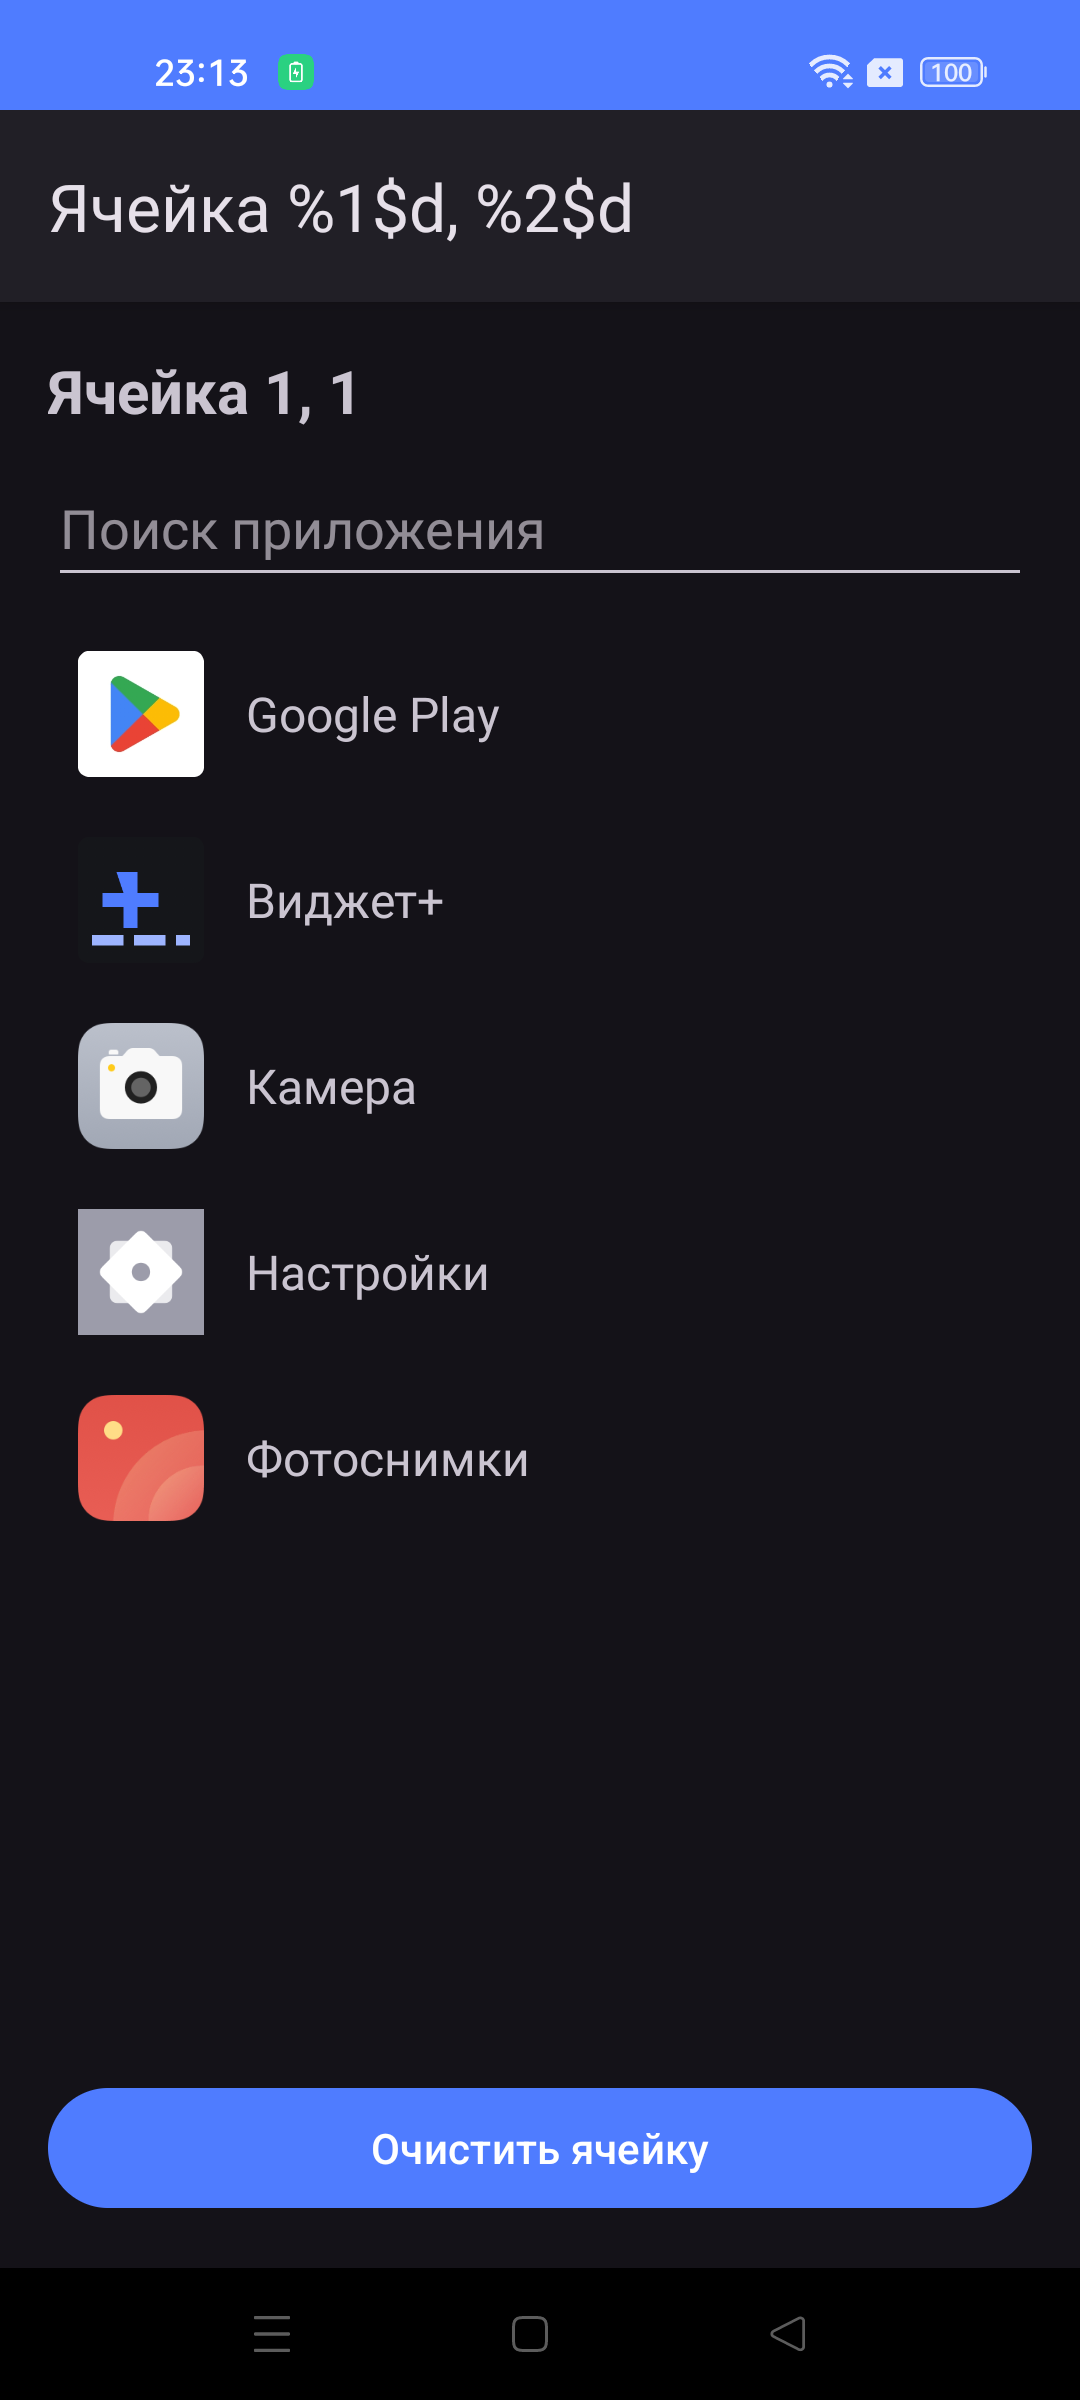 23:13
100
Ячейка %1$d, %2$d
Ячейка 1, 1
Поиск приложения
Google Play
Виджет+
Камера
Настройки
Фотоснимки
Очистить ячейку